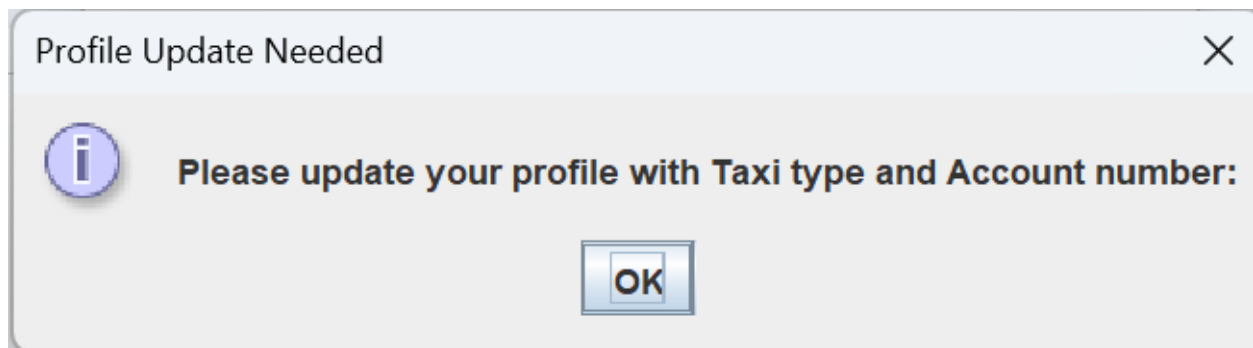 Profile Update Needed
Please update your profile with Taxi type and Account number:
OK